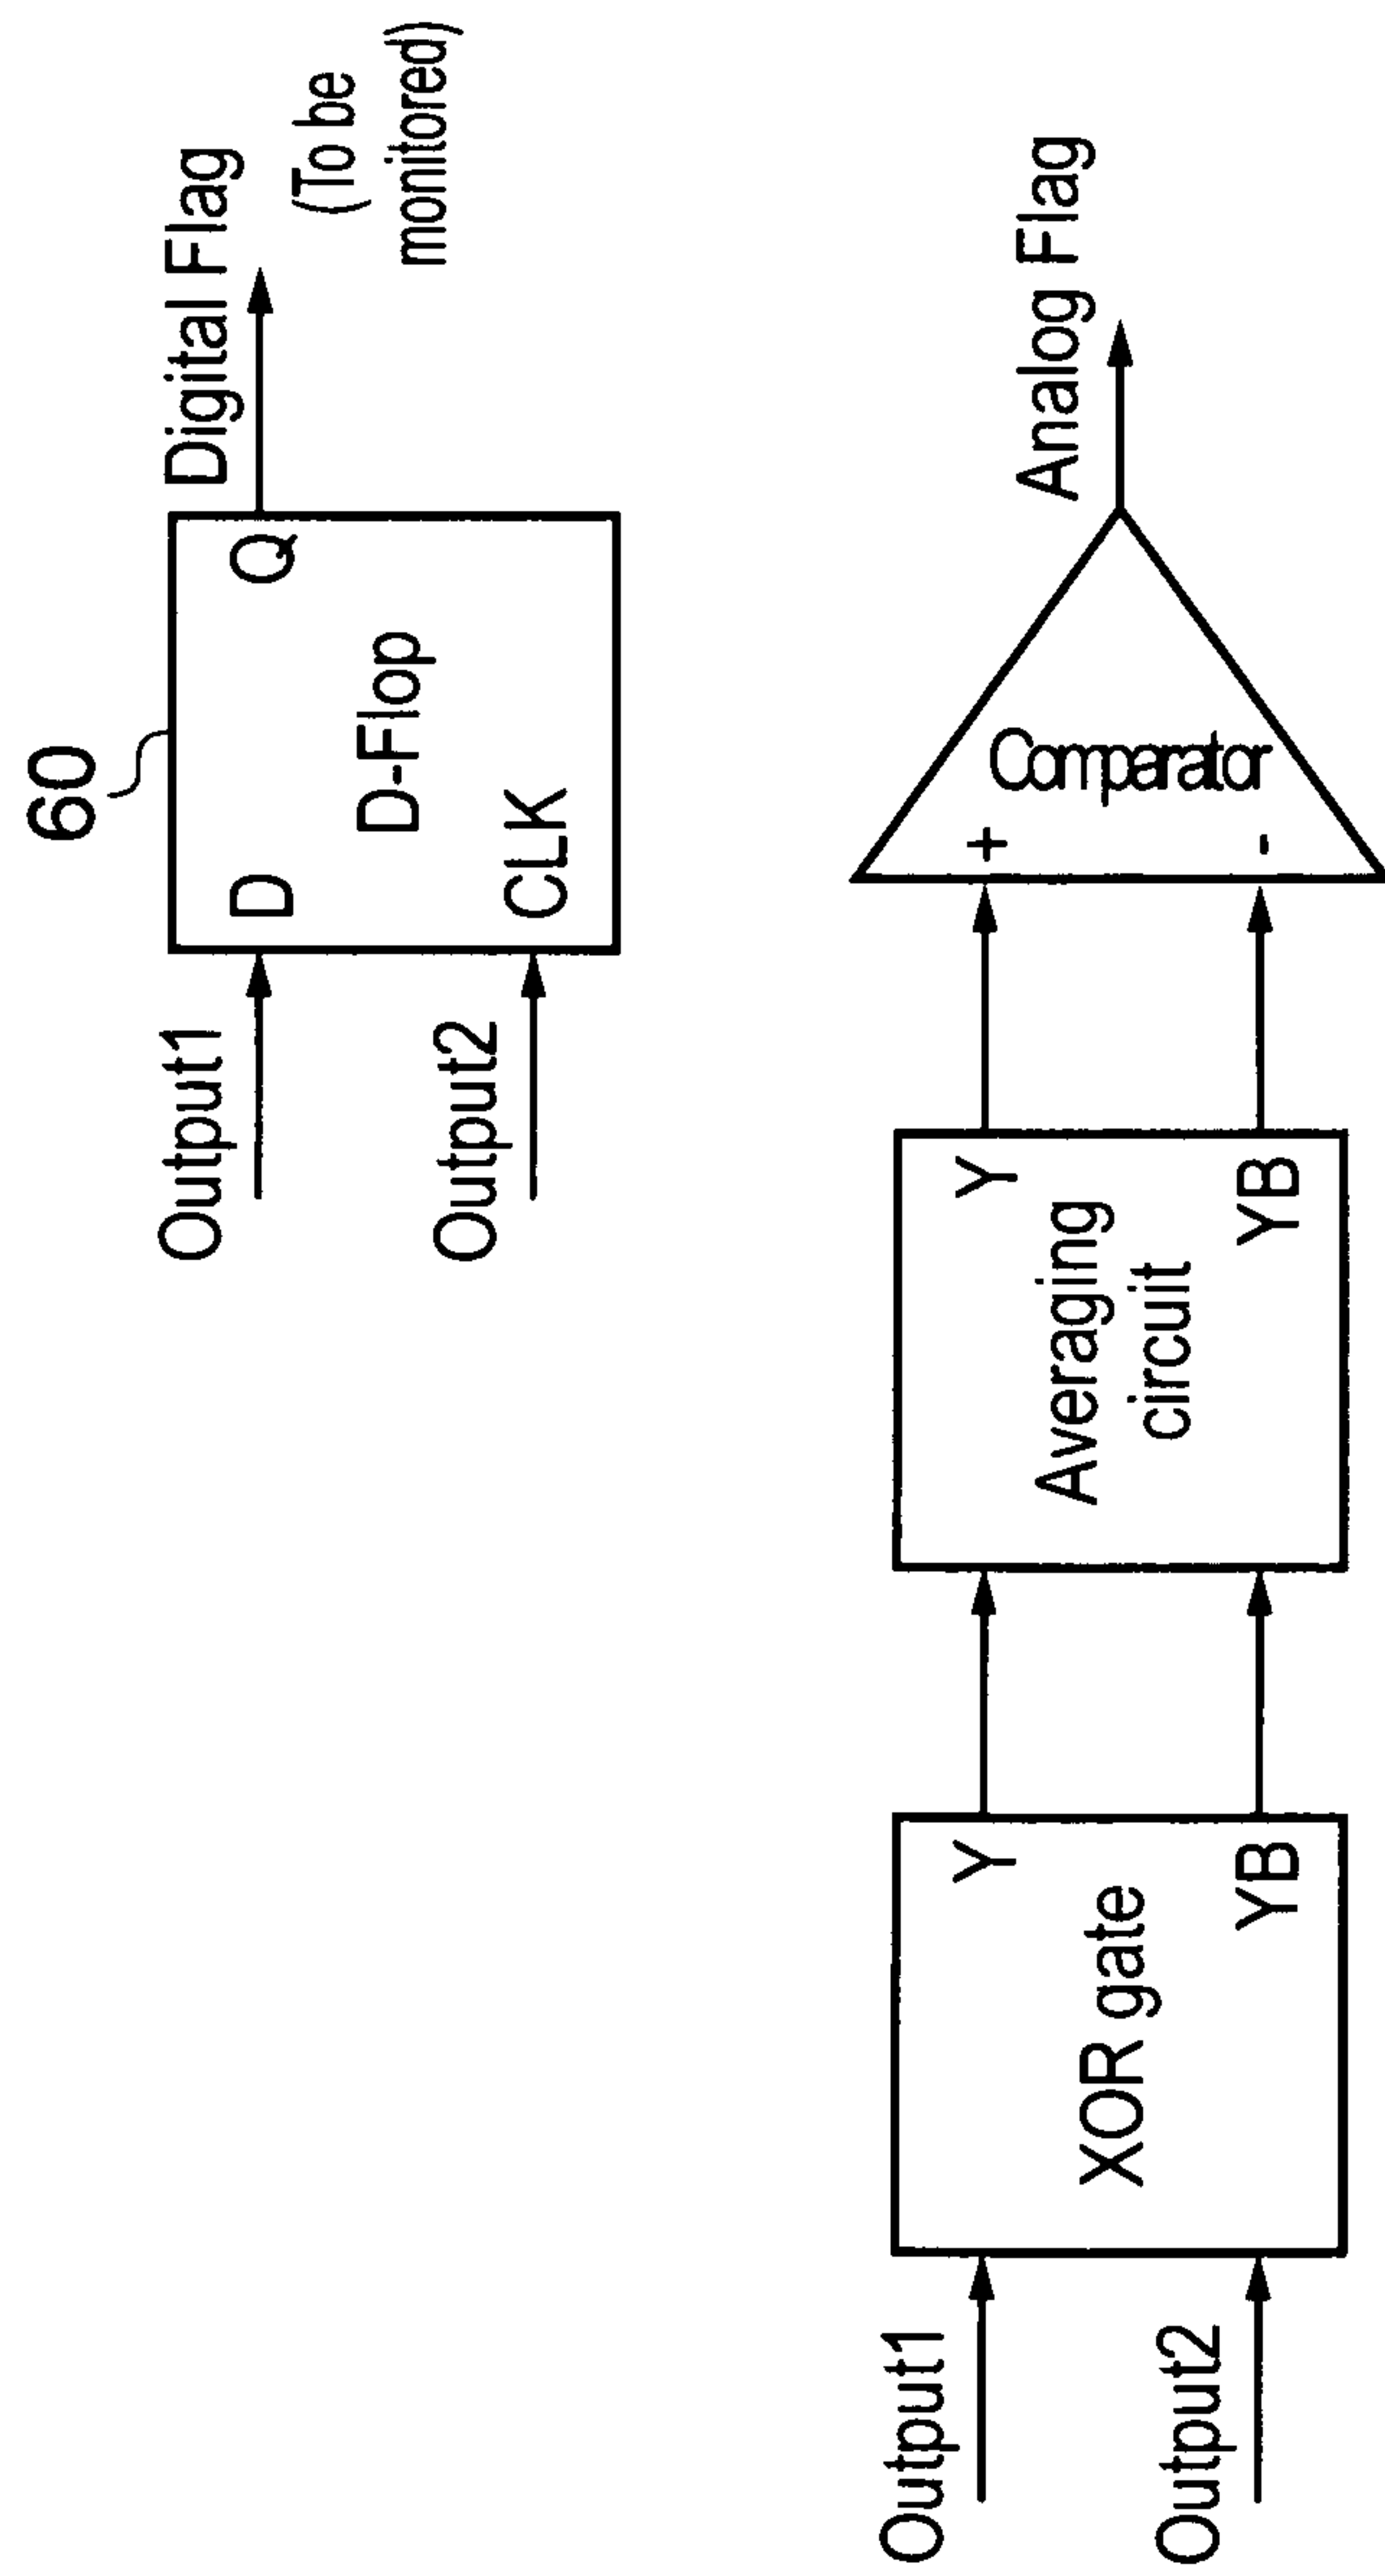 60
Output1
Output2
D
CLK
D-Flop
Q
Digital Flag
(To be
monitored)
Output1
Output2
XOR gate
Y
YB
Averaging
circuit
Y
YB
+
-
Comparator
Analog Flag